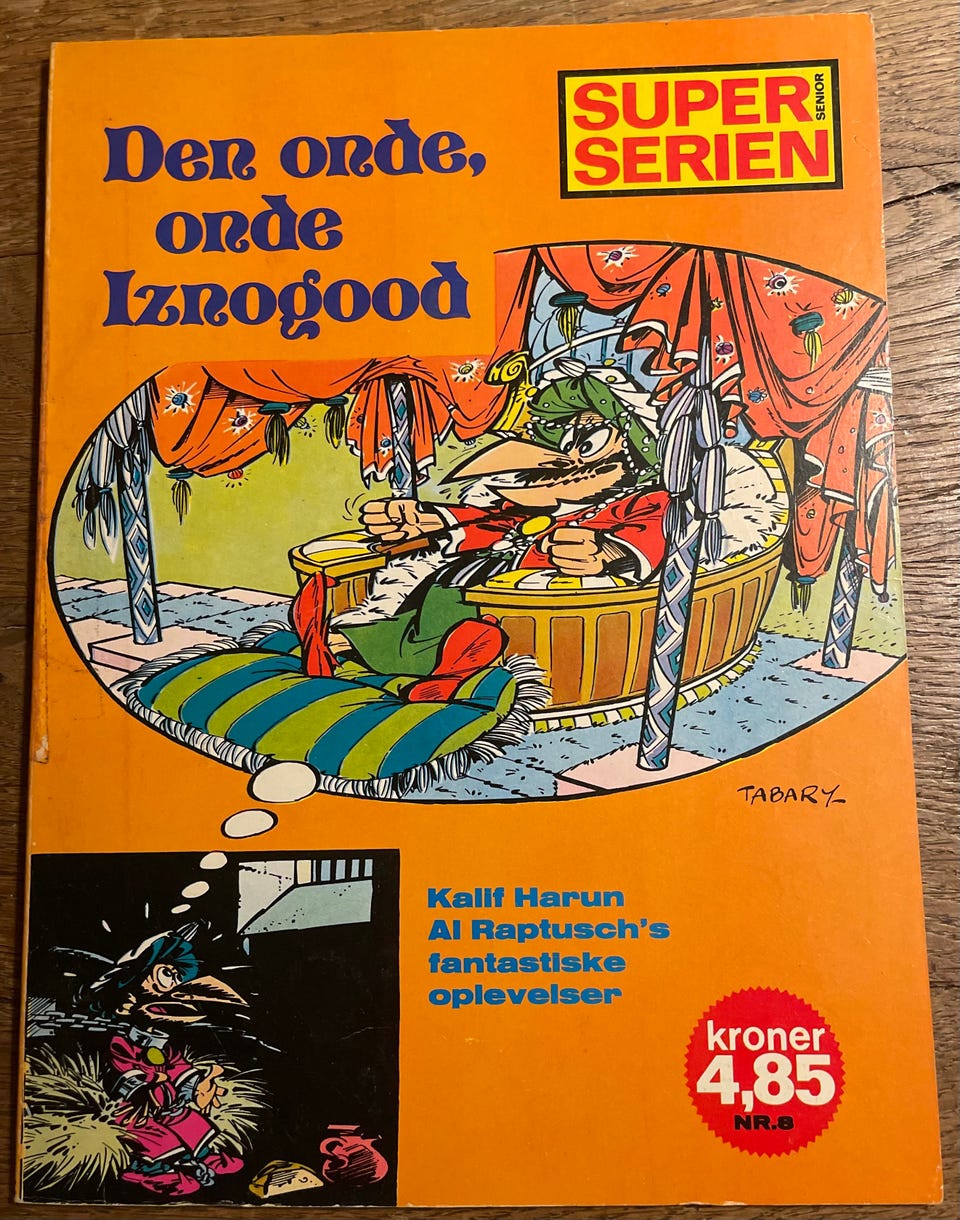 Den onde,
onde
Iznogood
SUPER
SERIEN
SENIOR
TABARY
Kalif Harun
Al Raptusch's
fantastiske
oplevelser
kroner
4,85
NR.8